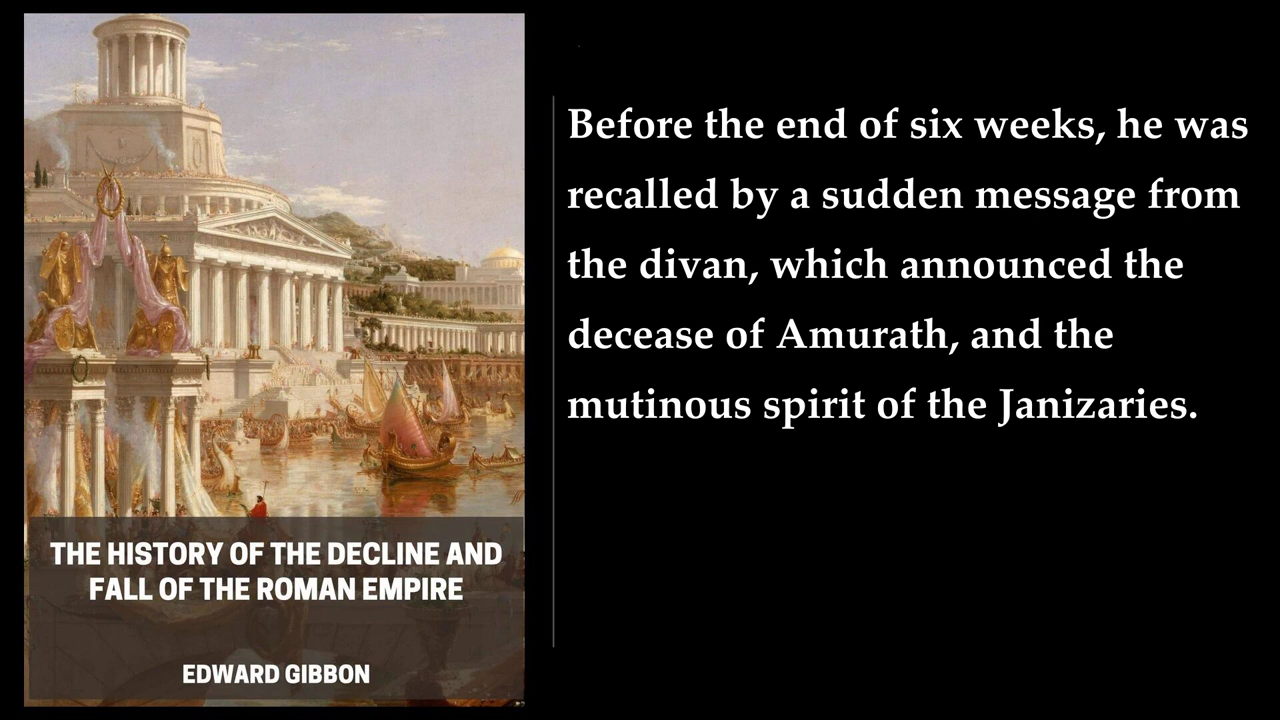 Before the end of six weeks, he was
recalled by a sudden message from
the divan, which announced the
decease of Amurath, and the
mutinous spirit of the Janizaries.
THE HISTORY OF THE DECLINE AND
FALL OF THE ROMAN EMPIRE
EDWARD GIBBON